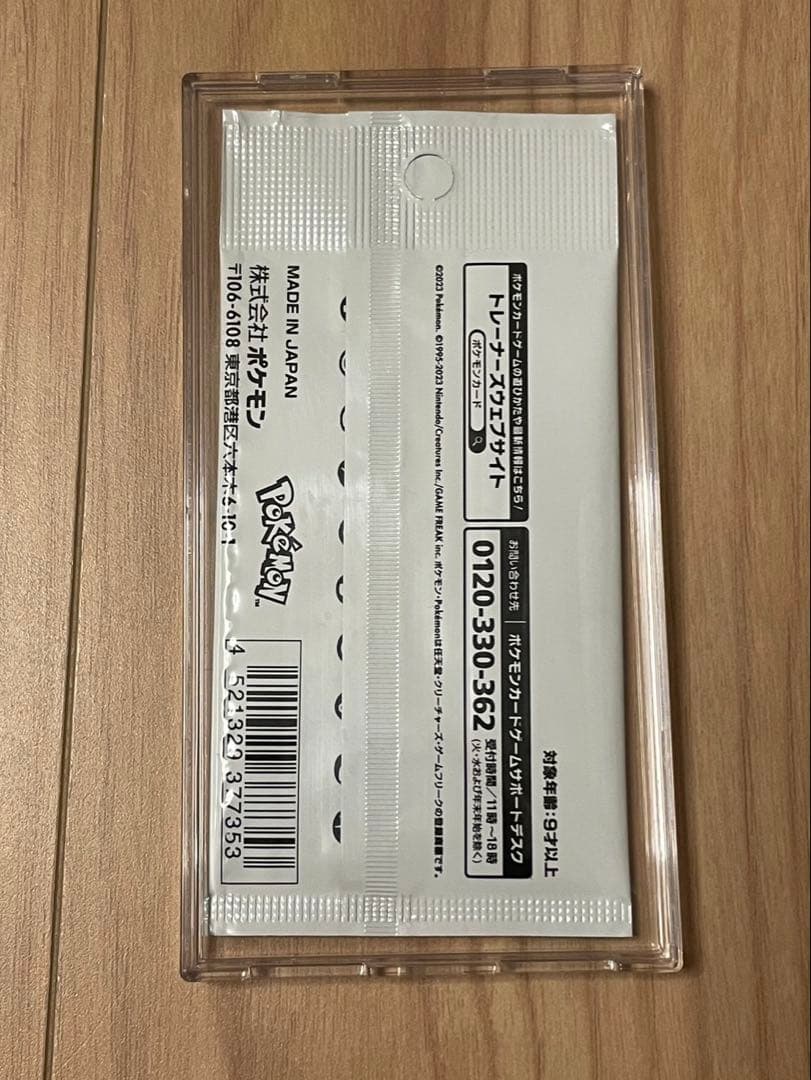 対象年齢：9才以上
ポケモンカードゲームの遊びかたや最新情報はこちら！
トレーナーズウェブサイト
ポケモンカード
お問い合わせ先 ポケモンカードゲームサポートデスク
0120-330-362 受付時間／11時～18時
(火・水および年末年始を除く)
©2023 Pokémon. ©1995-2023 Nintendo/Creatures Inc./GAME FREAK inc. ポケモン・Pokémonは任天堂・クリーチャーズ・ゲームフリークの登録商標です。
MADE IN JAPAN
株式会社 ポケモン
〒106-6108 東京都港区六本木6-10-1
POKéMON™
4 521329 377353